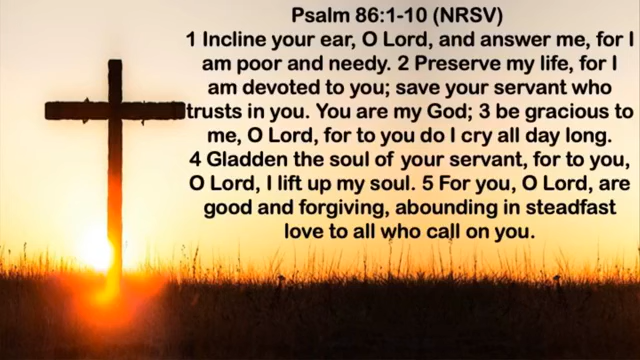 Psalm 86:1-10 (NRSV)
1 Incline your ear, O Lord, and answer me, for I
am poor and needy. 2 Preserve my life, for I
am devoted to you; save your servant who
trusts in you. You are my God; 3 be gracious to
me, O Lord, for to you do I cry all day long.
4 Gladden the soul of your servant, for to you,
O Lord, I lift up my soul. 5 For you, O Lord, are
good and forgiving, abounding in steadfast
love to all who call on you.